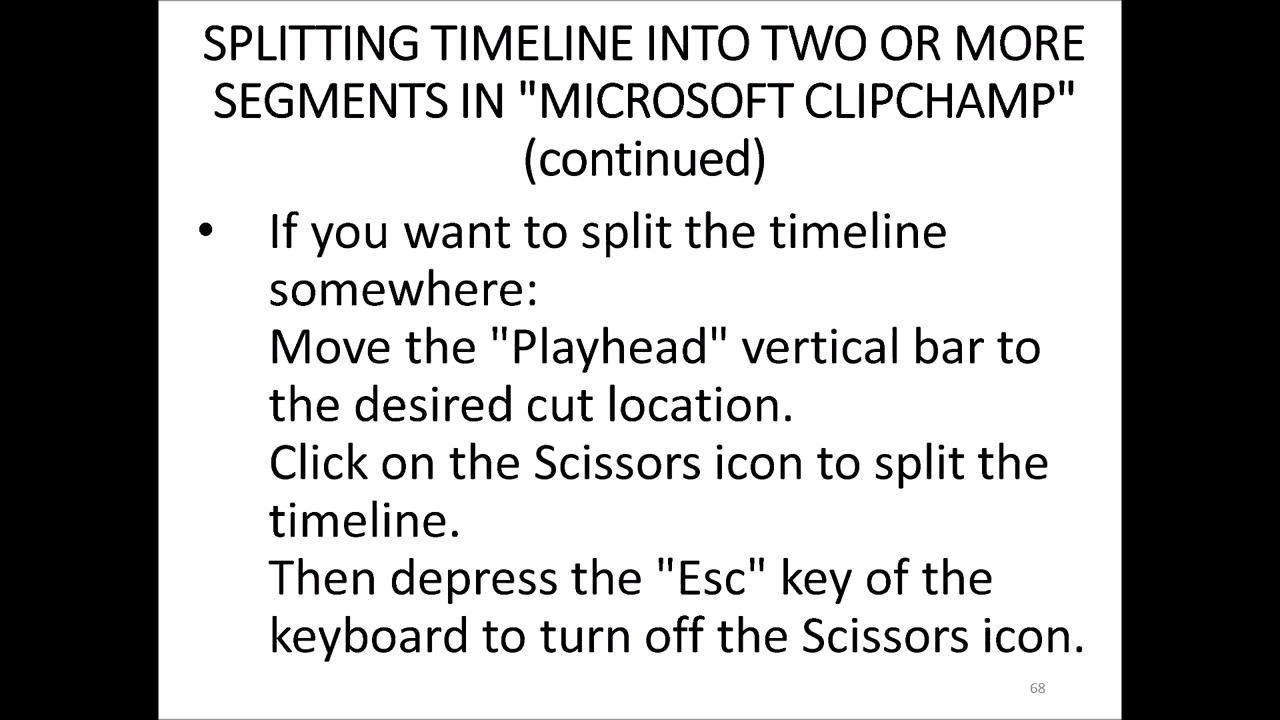 SPLITTING TIMELINE INTO TWO OR MORE
SEGMENTS IN "MICROSOFT CLIPCHAMP"
(continued)
• If you want to split the timeline
somewhere:
Move the "Playhead" vertical bar to
the desired cut location.
Click on the Scissors icon to split the
timeline.
Then depress the "Esc" key of the
keyboard to turn off the Scissors icon.
68